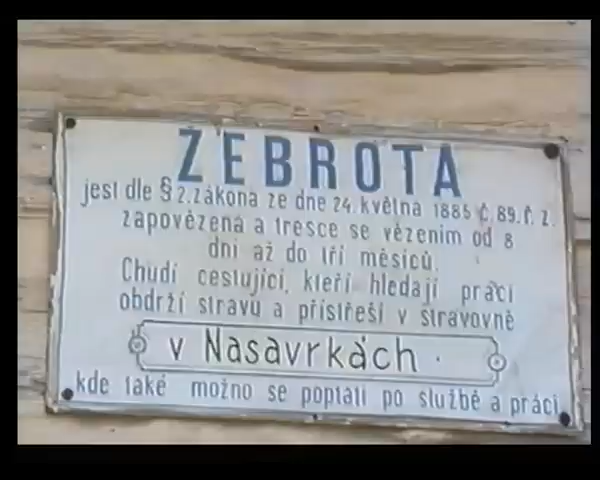 ŽEBROTA
jest dle § 2. zákona ze dne 24. května 1885 č. 89. ř. z.
zapovězena a tresce se vězením od 8
dní až do tří měsíců.
Chudí cestující, kteří hledají práci
obdrží stravu a přístřeší v stravovně
v Nasavrkách.
kde také možno se poptati po službě a práci